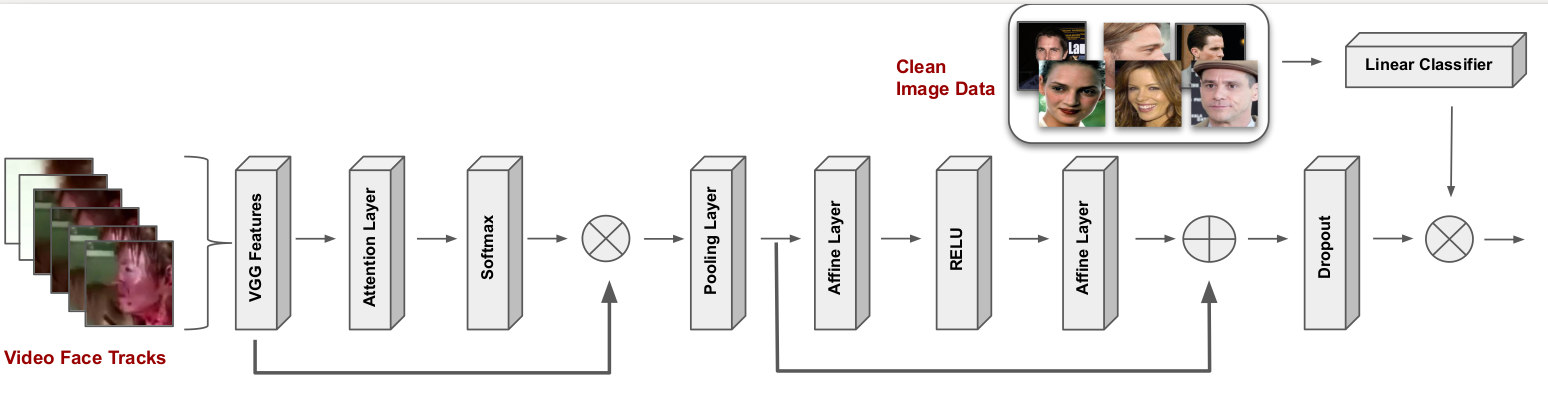 Clean
Image Data
Linear Classifier
VGG Features
Attention Layer
Softmax
Pooling Layer
Affine Layer
RELU
Affine Layer
Dropout
Video Face Tracks